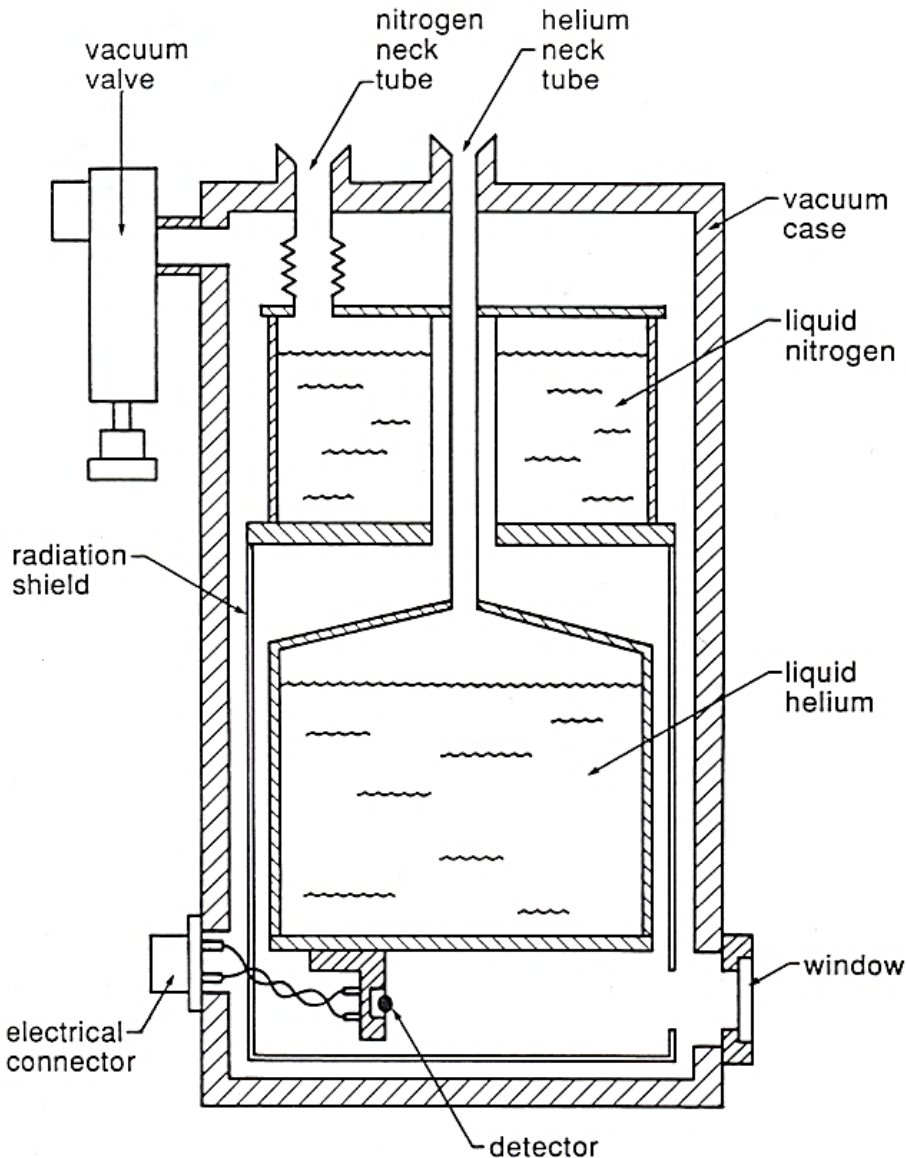 nitrogen
neck
tube
helium
neck
tube
vacuum
valve
vacuum
case
liquid
nitrogen
radiation
shield
liquid
helium
window
electrical
connector
detector